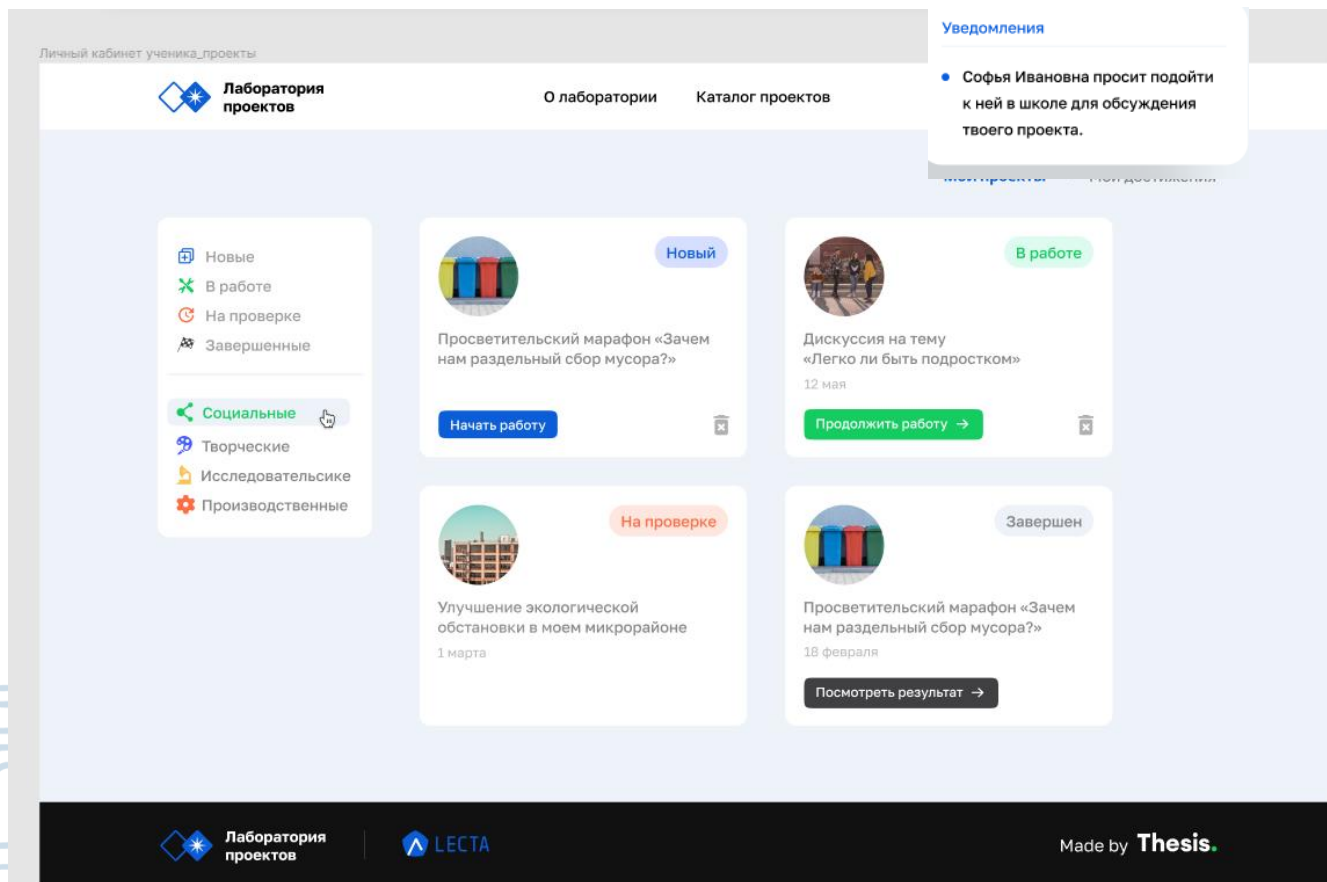 Уведомления
Личный кабинет ученика_проекты
Софья Ивановна просит подойти
к ней в школе для обсуждения
твоего проекта.
Лаборатория
проектов
О лаборатории
Каталог проектов
Мои проекты
Мои достижения
Новые
В работе
На проверке
Завершенные
Социальные
Творческие
Исследовательсике
Производственные
Новый
Просветительский марафон «Зачем
нам раздельный сбор мусора?»
Начать работу
В работе
Дискуссия на тему
«Легко ли быть подростком»
12 мая
Продолжить работу →
На проверке
Улучшение экологической
обстановки в моем микрорайоне
1 марта
Завершен
Просветительский марафон «Зачем
нам раздельный сбор мусора?»
18 февраля
Посмотреть результат →
Лаборатория
проектов
LECTA
Made by Thesis.